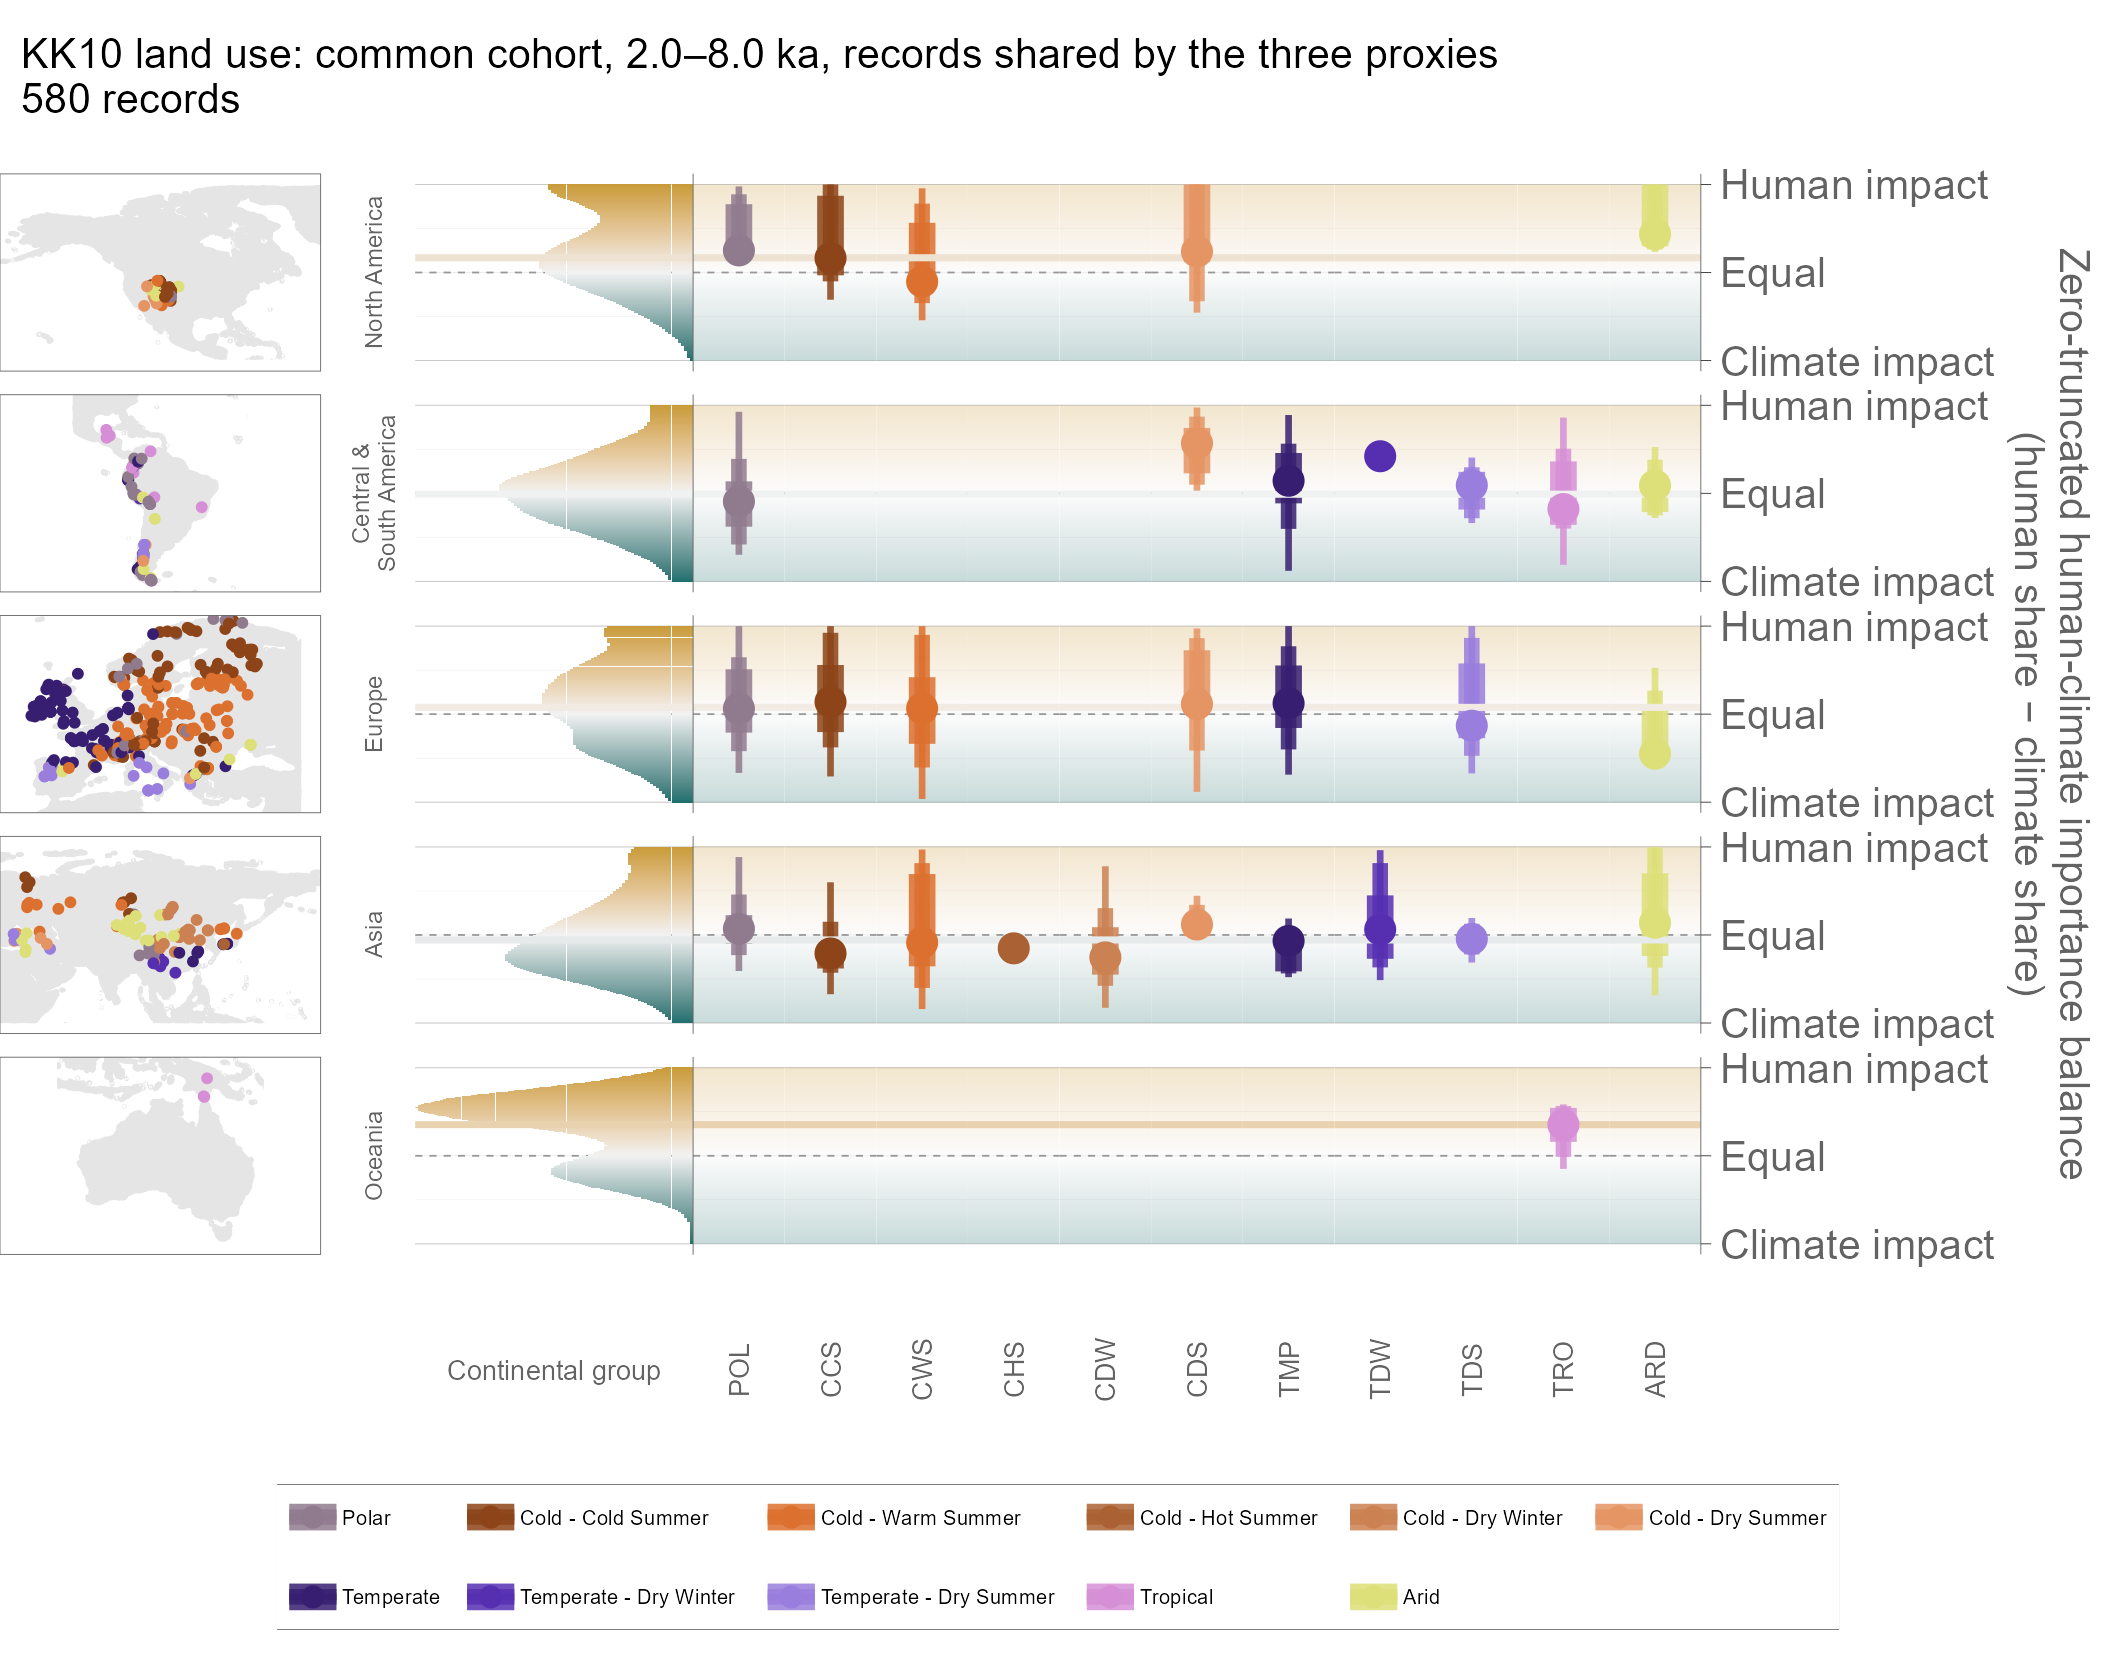 KK10 land use: common cohort, 2.0–8.0 ka, records shared by the three proxies
580 records
North America
Human impact
Equal
Climate impact
Central &
South America
Human impact
Equal
Climate impact
Europe
Human impact
Equal
Climate impact
Asia
Human impact
Equal
Climate impact
Oceania
Human impact
Equal
Climate impact
Zero-truncated human-climate importance balance
(human share – climate share)
Continental group
POL
CCS
CWS
CHS
CDW
CDS
TMP
TDW
TDS
TRO
ARD
Polar
Cold - Cold Summer
Cold - Warm Summer
Cold - Hot Summer
Cold - Dry Winter
Cold - Dry Summer
Temperate
Temperate - Dry Winter
Temperate - Dry Summer
Tropical
Arid